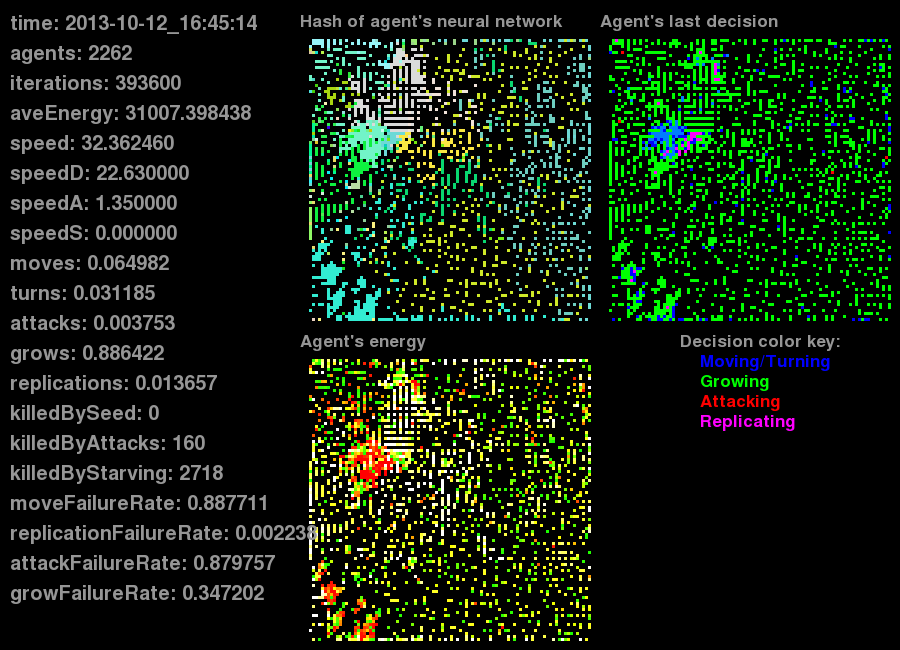 time: 2013-10-12_16:45:14
agents: 2262
iterations: 393600
aveEnergy: 31007.398438
speed: 32.362460
speedD: 22.630000
speedA: 1.350000
speedS: 0.000000
moves: 0.064982
turns: 0.031185
attacks: 0.003753
grows: 0.886422
replications: 0.013657
killedBySeed: 0
killedByAttacks: 160
killedByStarving: 2718
moveFailureRate: 0.887711
replicationFailureRate: 0.002238
attackFailureRate: 0.879757
growFailureRate: 0.347202
Hash of agent's neural network
Agent's last decision
Agent's energy
Decision color key:
Moving/Turning
Growing
Attacking
Replicating